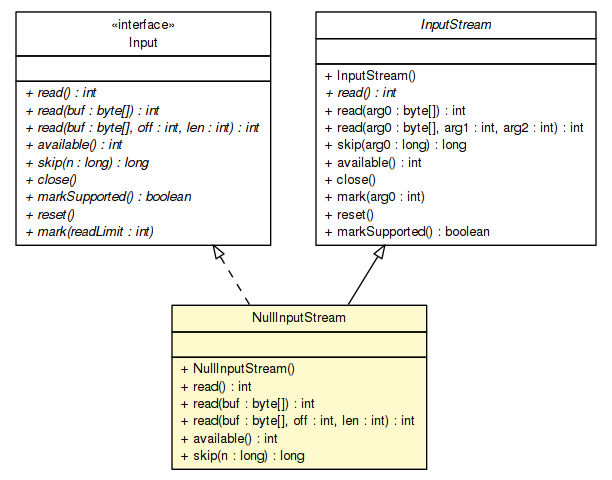 «interface»
Input
+ read() : int
+ read(buf : byte[]) : int
+ read(buf : byte[], off : int, len : int) : int
+ available() : int
+ skip(n : long) : long
+ close()
+ markSupported() : boolean
+ reset()
+ mark(readLimit : int)
InputStream
+ InputStream()
+ read() : int
+ read(arg0 : byte[]) : int
+ read(arg0 : byte[], arg1 : int, arg2 : int) : int
+ skip(arg0 : long) : long
+ available() : int
+ close()
+ mark(arg0 : int)
+ reset()
+ markSupported() : boolean
NullInputStream
+ NullInputStream()
+ read() : int
+ read(buf : byte[]) : int
+ read(buf : byte[], off : int, len : int) : int
+ available() : int
+ skip(n : long) : long